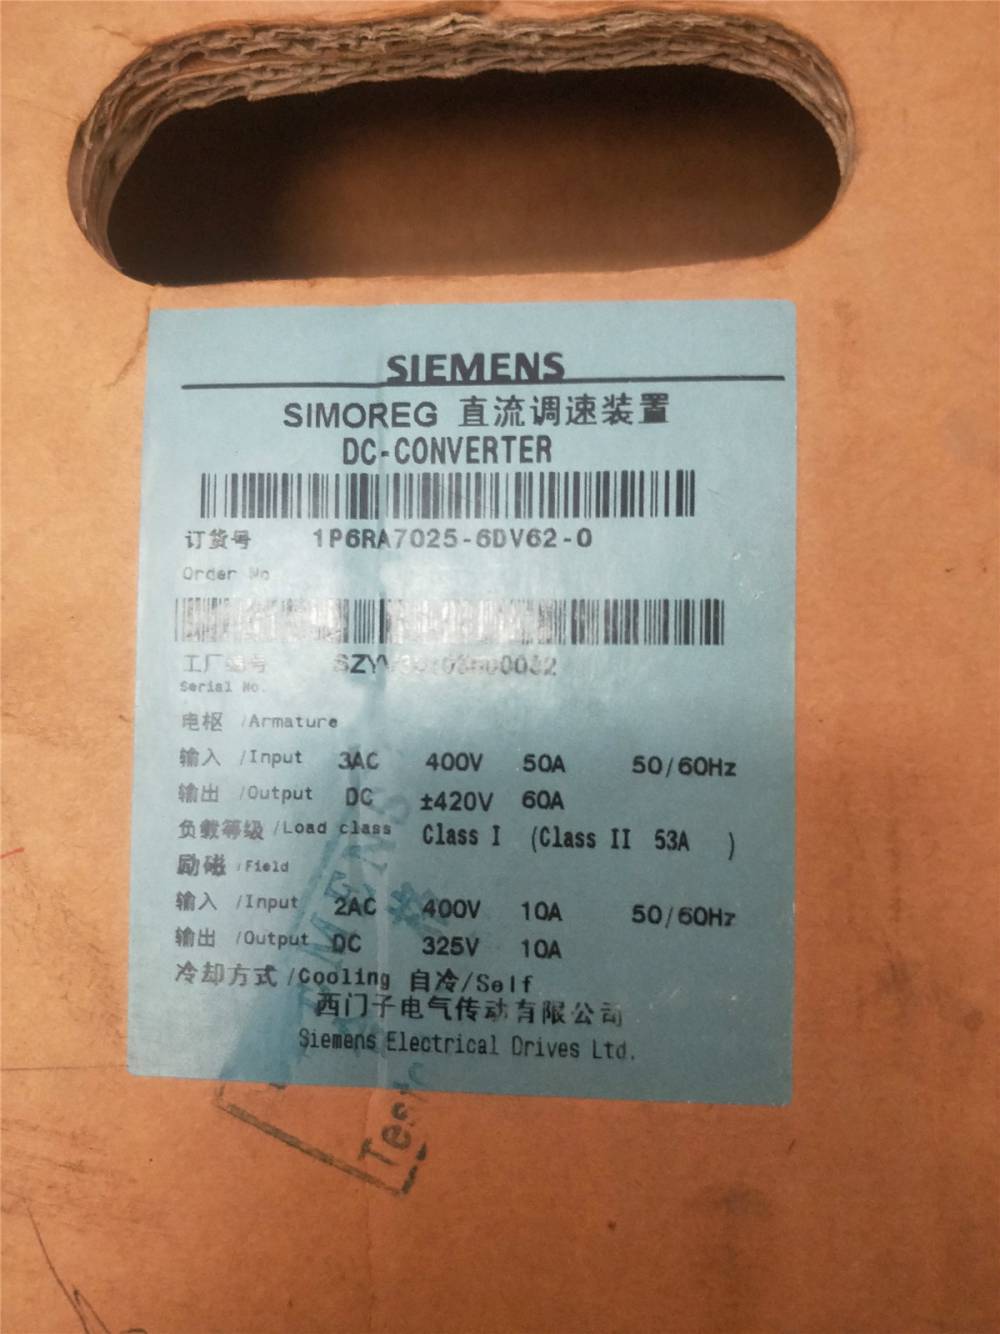 SIEMENS
SIMOREG 直流调速装置
DC-CONVERTER
订货号 1P6RA7025-6DV62-0
Order No
工厂编号
Serial No.
电枢 /Armature
输入 /Input 3AC 400V 50A 50/60Hz
输出 /Output DC ±420V 60A
负载等级 /Load class Class I (Class II 53A )
励磁 /Field
输入 /Input 2AC 400V 10A 50/60Hz
输出 /Output DC 325V 10A
冷却方式 /Cooling 自冷/Self
西门子电气传动有限公司
Siemens Electrical Drives Ltd.